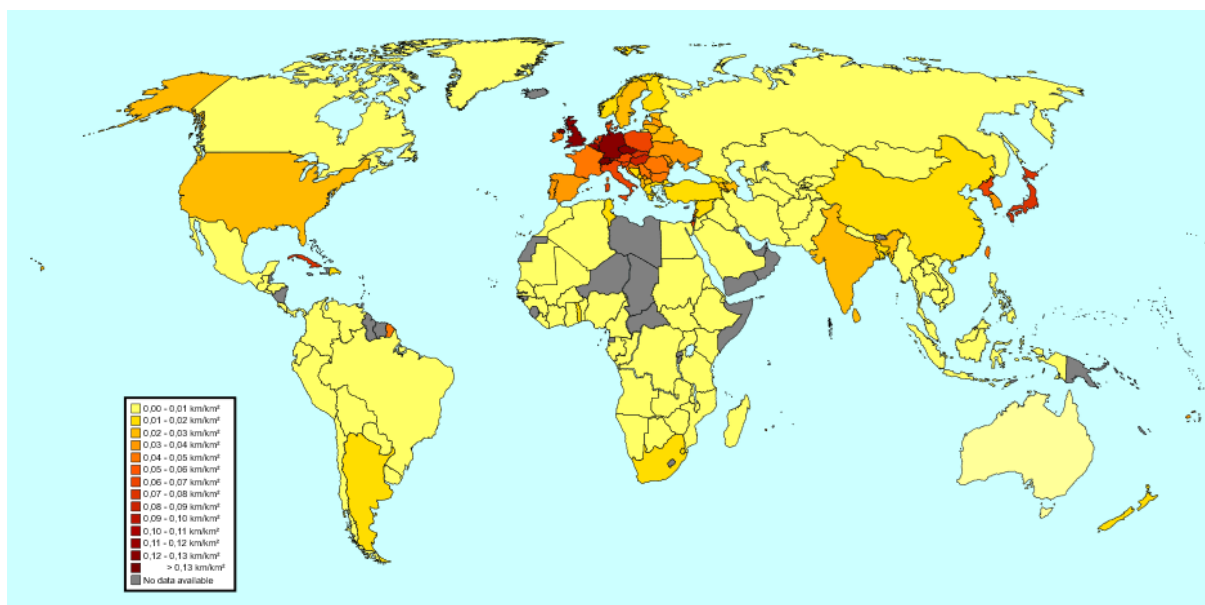 0,00 - 0,01 km/km²
0,01 - 0,02 km/km²
0,02 - 0,03 km/km²
0,03 - 0,04 km/km²
0,04 - 0,05 km/km²
0,05 - 0,06 km/km²
0,06 - 0,07 km/km²
0,07 - 0,08 km/km²
0,08 - 0,09 km/km²
0,09 - 0,10 km/km²
0,10 - 0,11 km/km²
0,11 - 0,12 km/km²
0,12 - 0,13 km/km²
> 0,13 km/km²
No data available